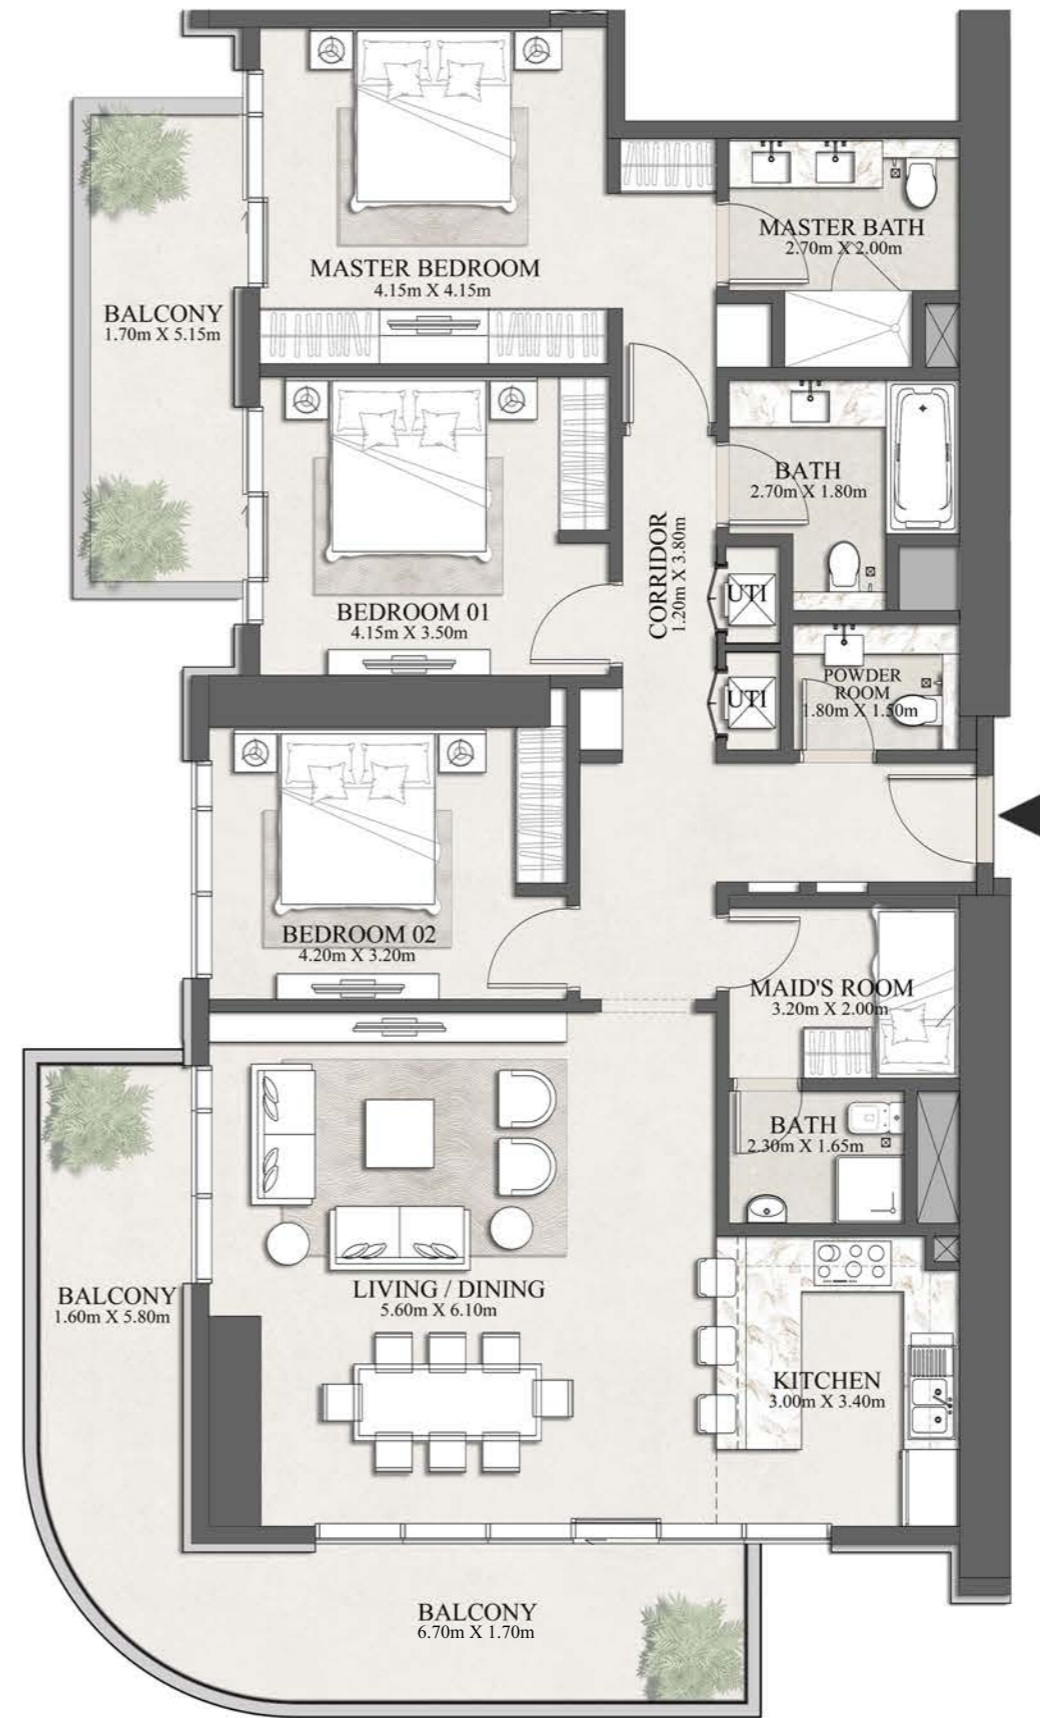 MASTER BATH
2.70m X 2.00m
MASTER BEDROOM
4.15m X 4.15m
BALCONY
1.70m X 5.15m
BATH
2.70m X 1.80m
CORRIDOR
1.20m X 3.80m
UTI
BEDROOM 01
4.15m X 3.50m
UTI
POWDER
ROOM
1.80m X 1.50m
BEDROOM 02
4.20m X 3.20m
MAID'S ROOM
3.20m X 2.00m
BATH
2.30m X 1.65m
LIVING / DINING
5.60m X 6.10m
BALCONY
1.60m X 5.80m
KITCHEN
3.00m X 3.40m
BALCONY
6.70m X 1.70m